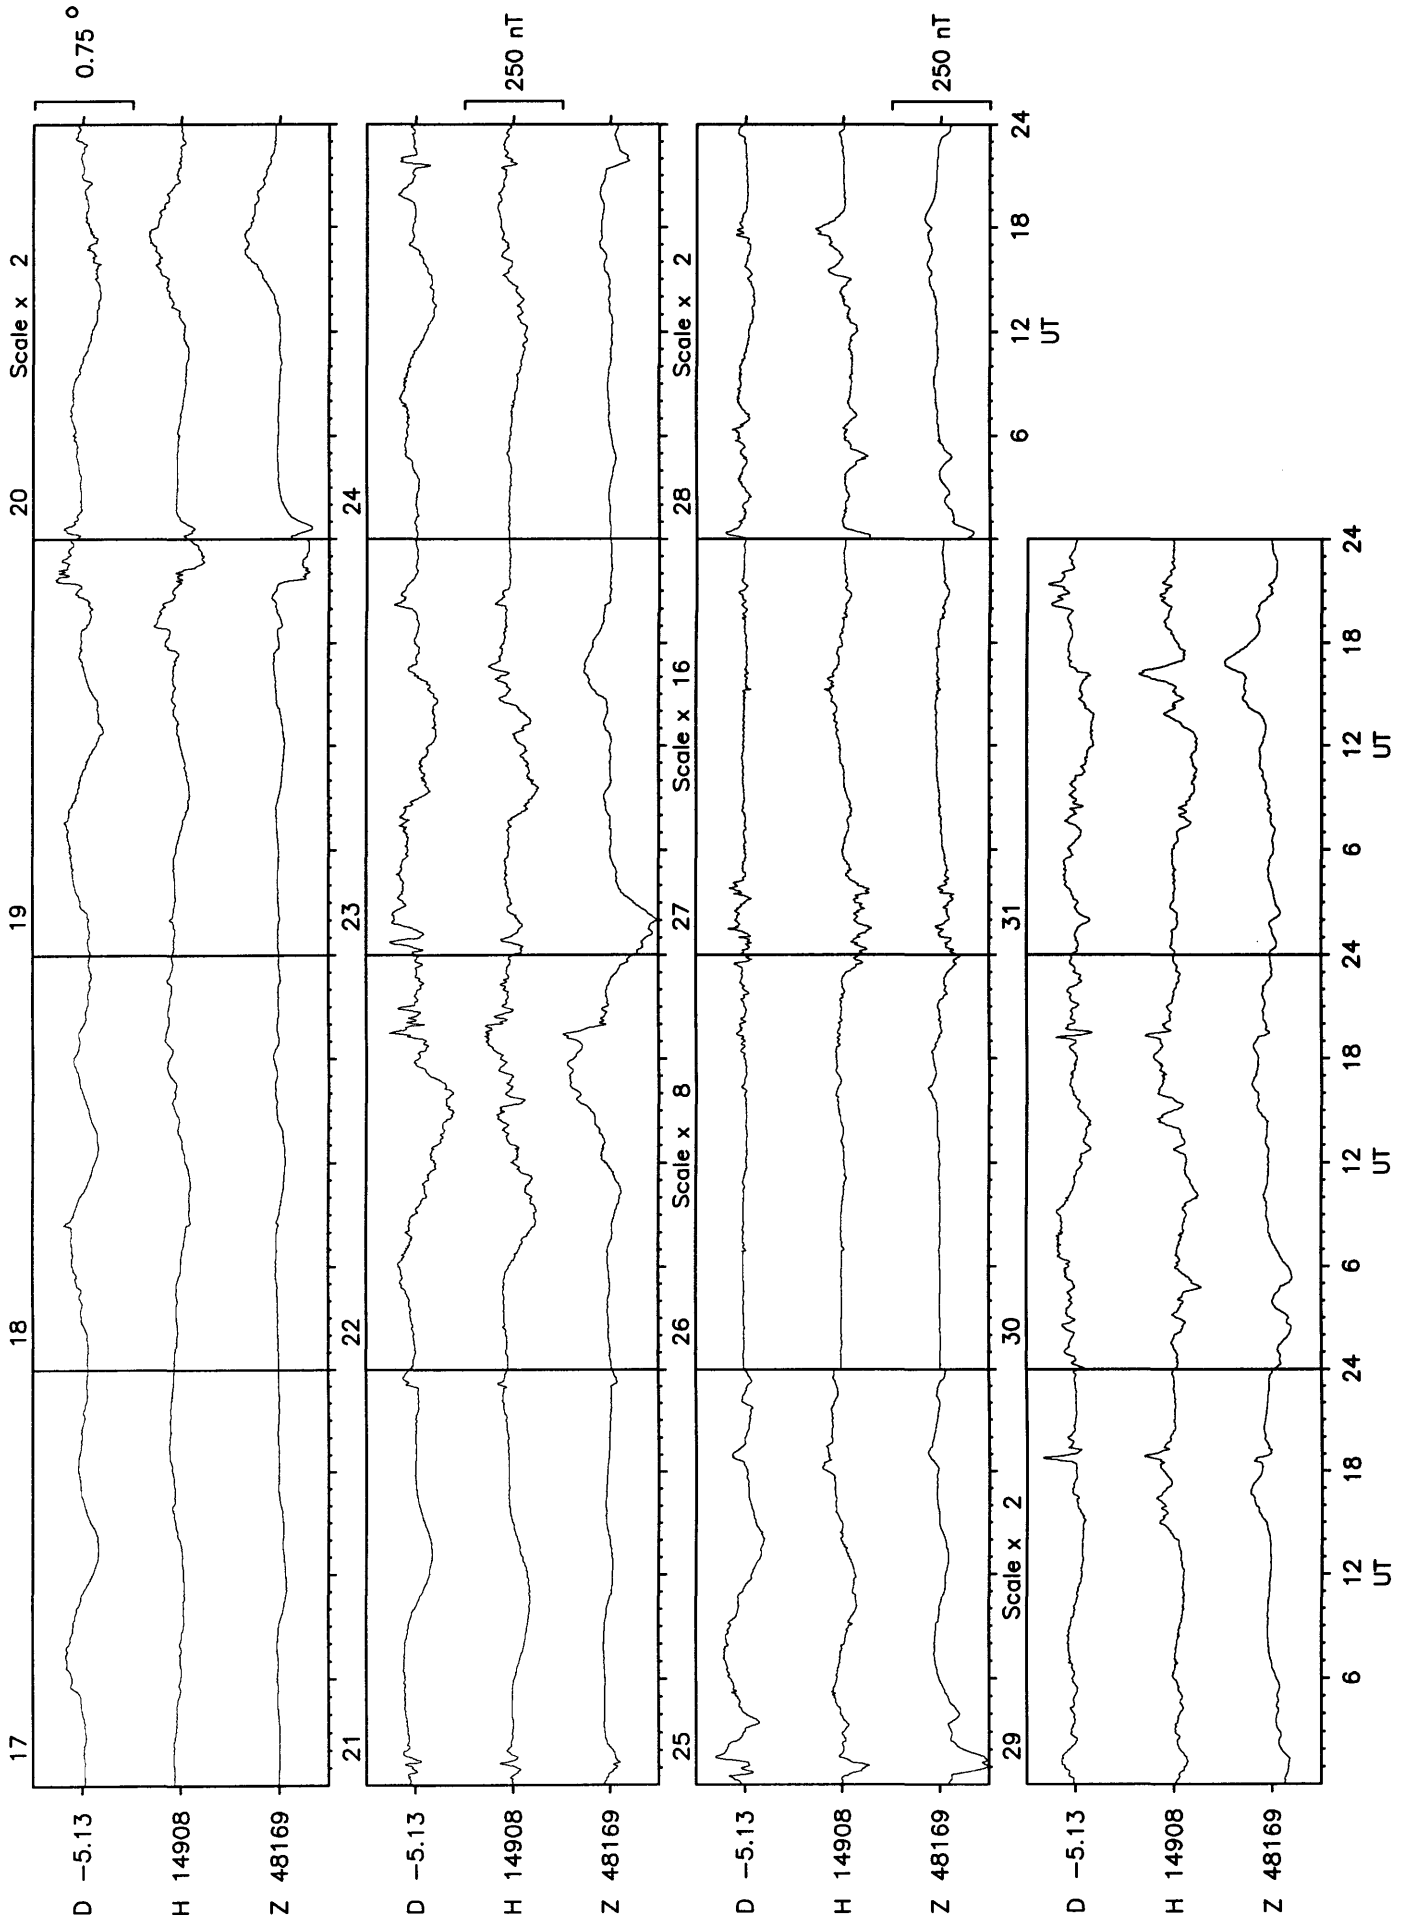 17 18 19 20 Scale x 2
D −5.13 0.75 °
H 14908
Z 48169
21 22 23 24
D −5.13
H 14908 250 nT
Z 48169
25 26 Scale x 8 27 Scale x 16 28 Scale x 2
D −5.13
H 14908
Z 48169 250 nT
29 Scale x 2 30 31 6 12 18 24
UT
D −5.13
H 14908
Z 48169
6 12 18 24 6 12 18 24 6 12 18 24
UT UT UT